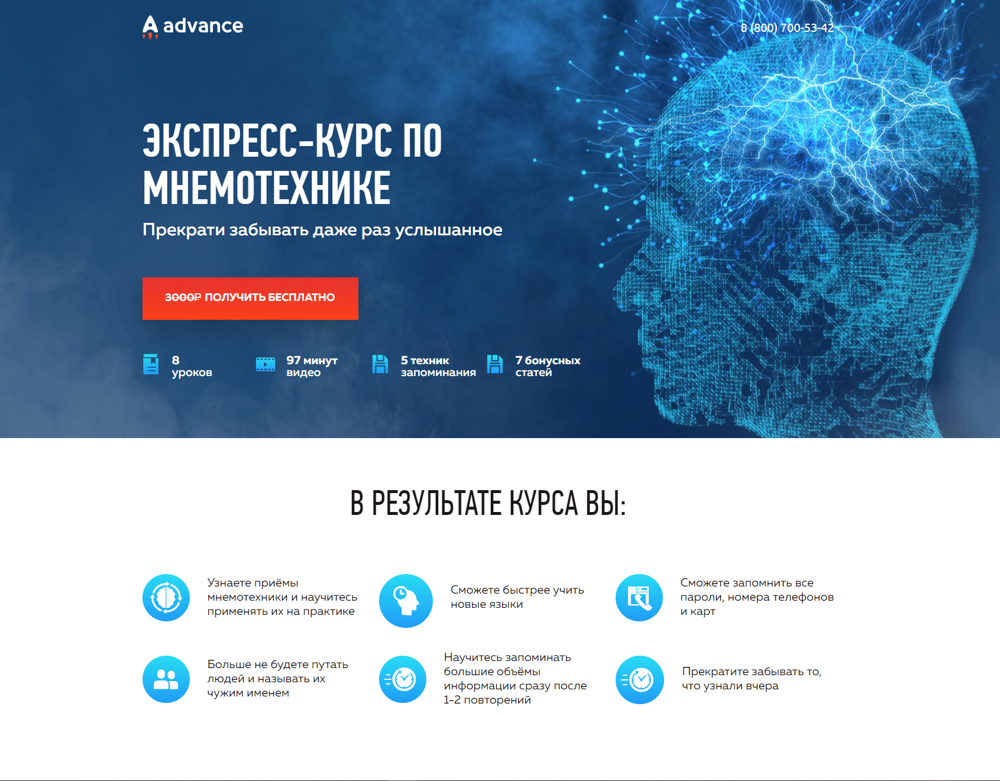 advance
8 (800) 700-53-42
ЭКСПРЕСС-КУРС ПО
МНЕМОТЕХНИКЕ
Прекрати забывать даже раз услышанное
3000₽ ПОЛУЧИТЬ БЕСПЛАТНО
8
уроков
97 минут
видео
5 техник
запоминания
7 бонусных
статей
В РЕЗУЛЬТАТЕ КУРСА ВЫ:
Узнаете приёмы
мнемотехники и научитесь
применять их на практике
Сможете быстрее учить
новые языки
Сможете запомнить все
пароли, номера телефонов
и карт
Больше не будете путать
людей и называть их
чужим именем
Научитесь запоминать
большие объёмы
информации сразу после
1-2 повторений
Прекратите забывать то,
что узнали вчера